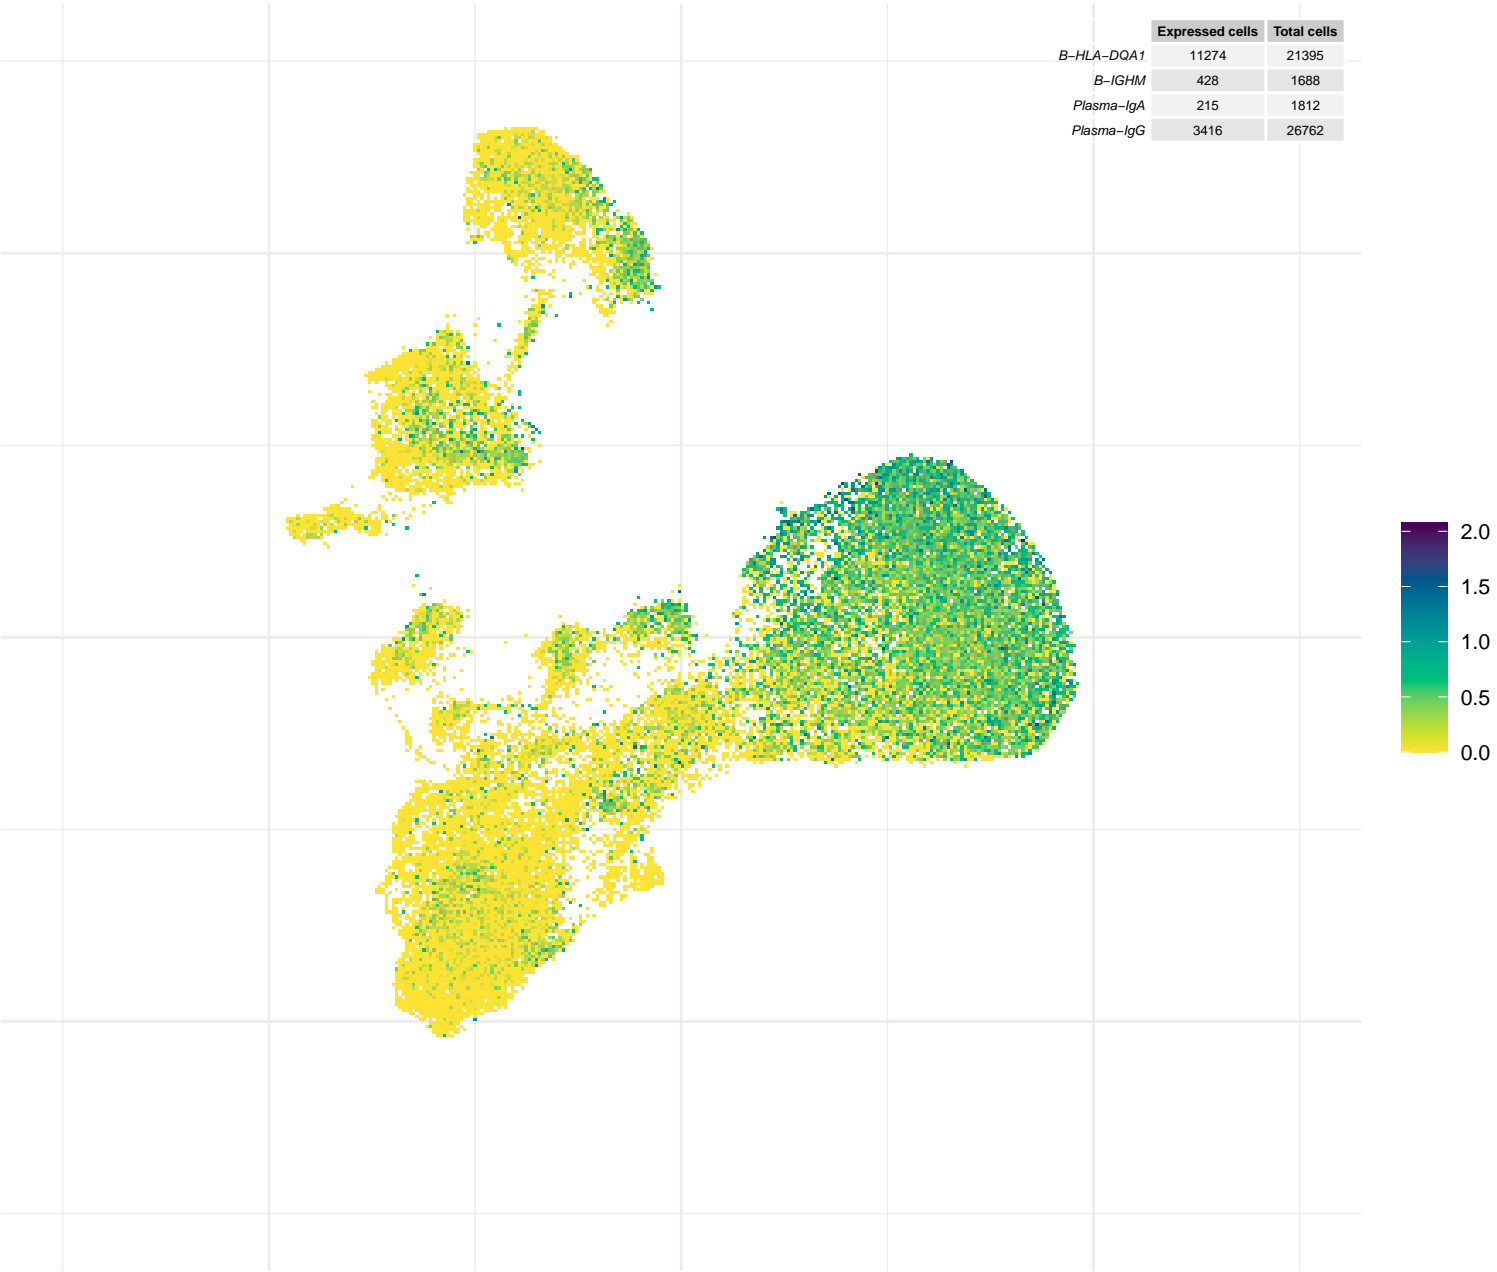 Expressed cells Total cells
B−HLA−DQA1 11274 21395
B−IGHM 428 1688
Plasma−IgA 215 1812
Plasma−IgG 3416 26762
2.0
1.5
1.0
0.5
0.0